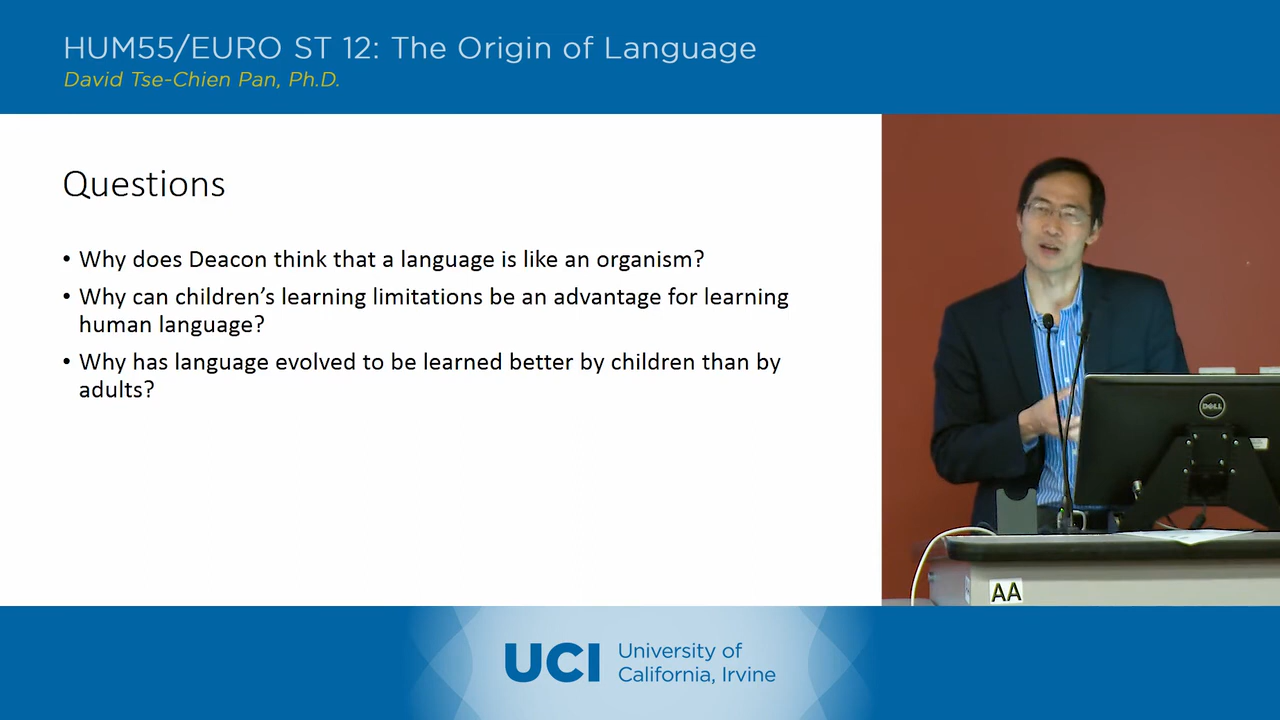 HUM55/EURO ST 12: The Origin of Language
David Tse-Chien Pan, Ph.D.
Questions
• Why does Deacon think that a language is like an organism?
• Why can children’s learning limitations be an advantage for learning
human language?
• Why has language evolved to be learned better by children than by
adults?
DELL
AA
UCI University of
California, Irvine